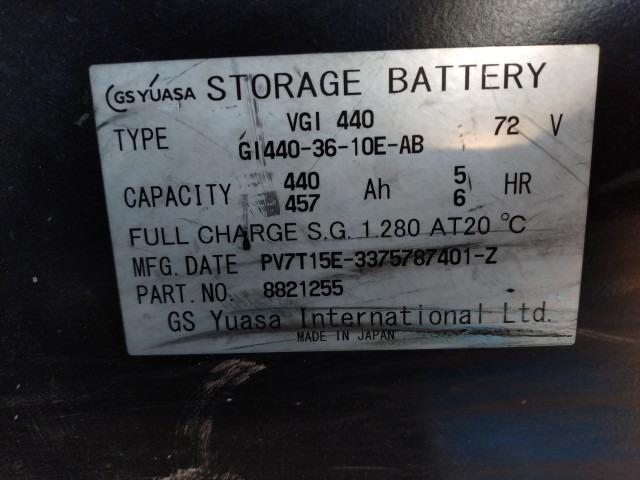 GS YUASA STORAGE BATTERY
TYPE VGI 440 72 V
GI440-36-10E-AB
CAPACITY 440 Ah 5 HR
457 6
FULL CHARGE S.G. 1.280 AT20 ℃
MFG. DATE PV7T15E-3375787401-Z
PART. NO. 8821255
GS Yuasa International Ltd.
MADE IN JAPAN